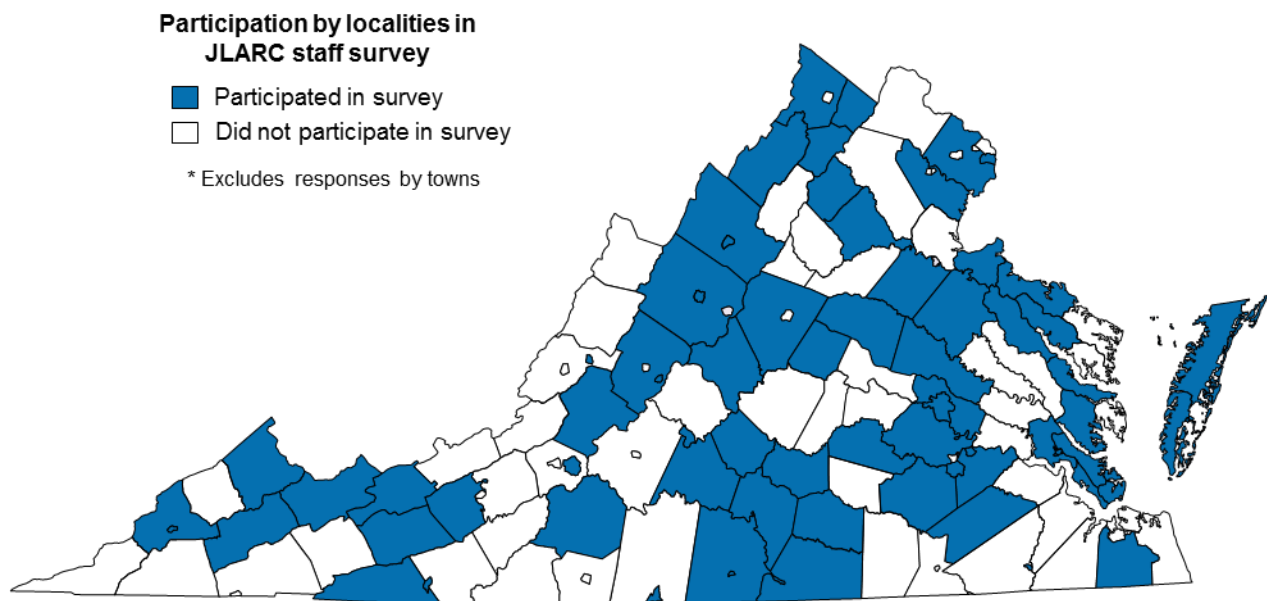 Participation by localities in
JLARC staff survey
Participated in survey
Did not participate in survey
* Excludes responses by towns